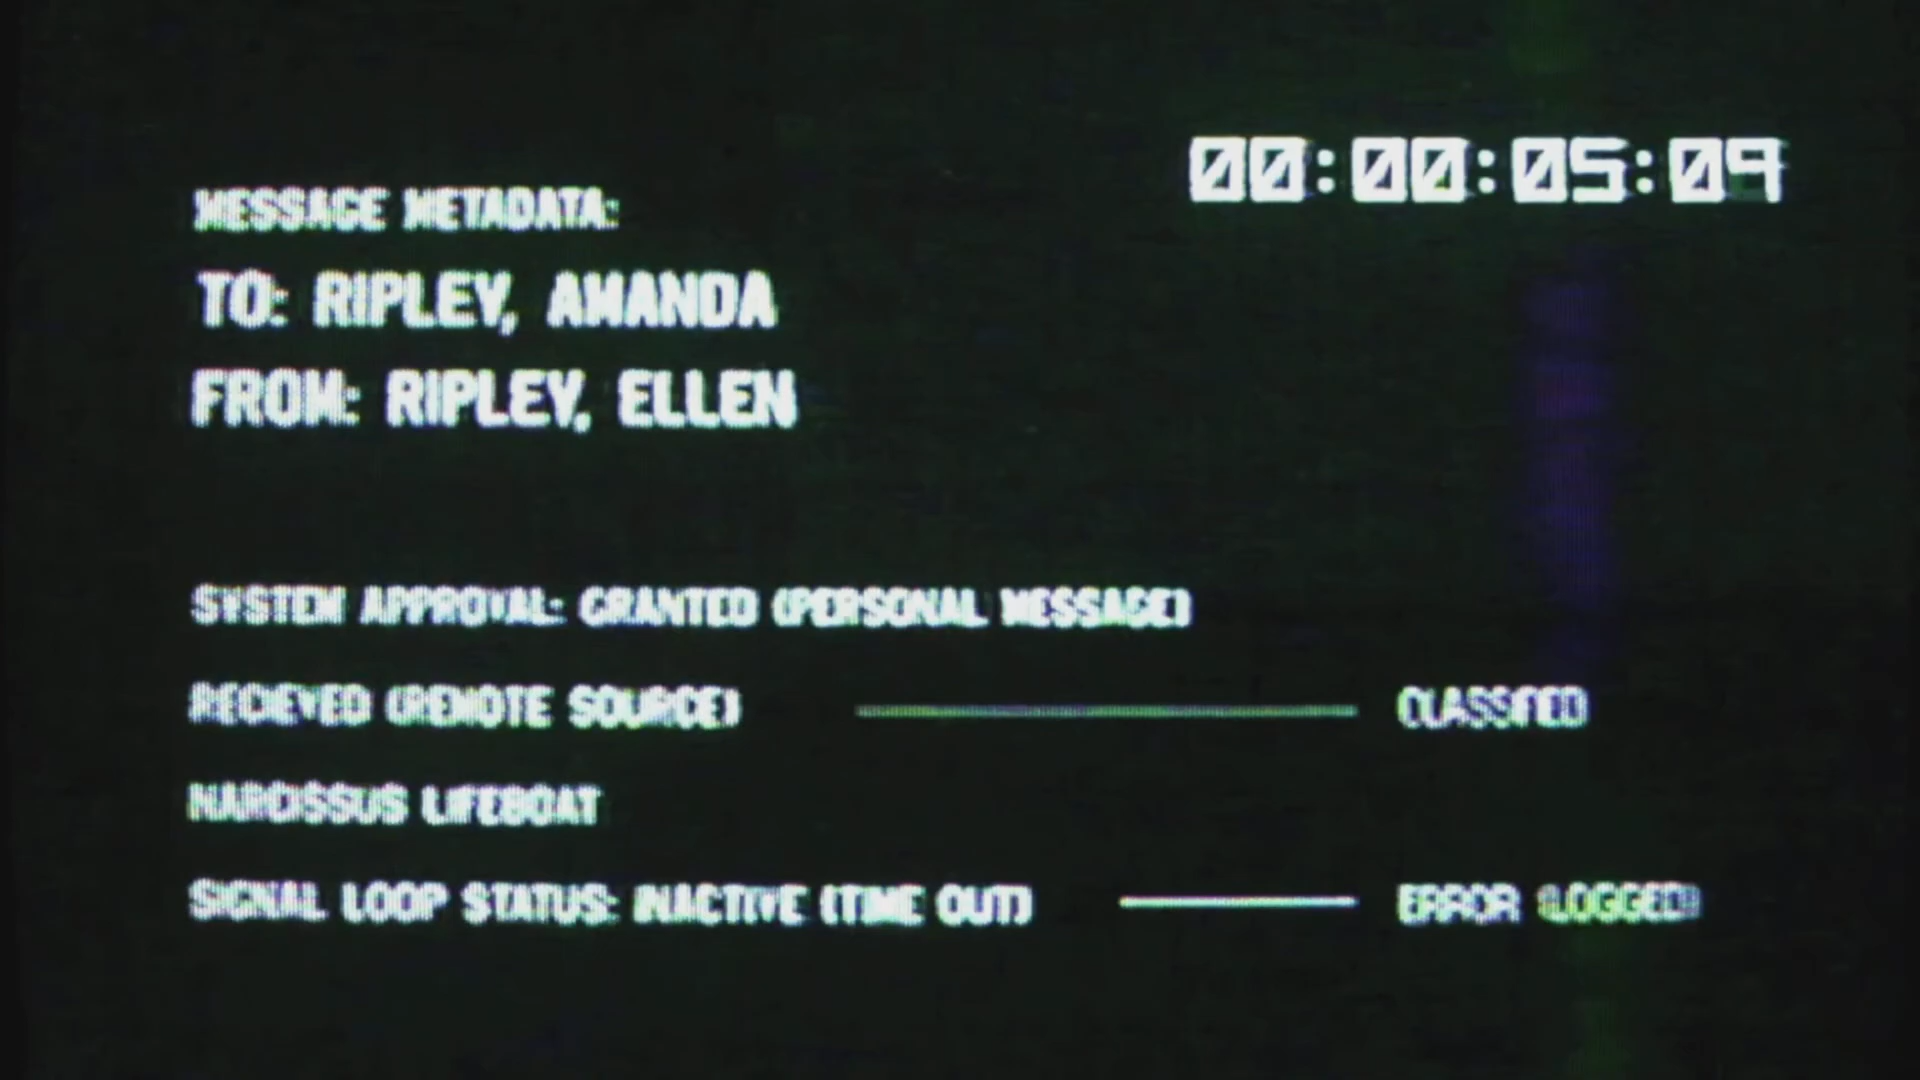 00:00:05:09
MESSAGE METADATA:
TO: RIPLEY, AMANDA
FROM: RIPLEY, ELLEN
SYSTEM APPROVAL: GRANTED (PERSONAL MESSAGE)
RECIEVED (REMOTE SOURCE) CLASSIFIED
NARCISSUS LIFEBOAT
SIGNAL LOOP STATUS: INACTIVE (TIME OUT) ERROR (LOGGED)